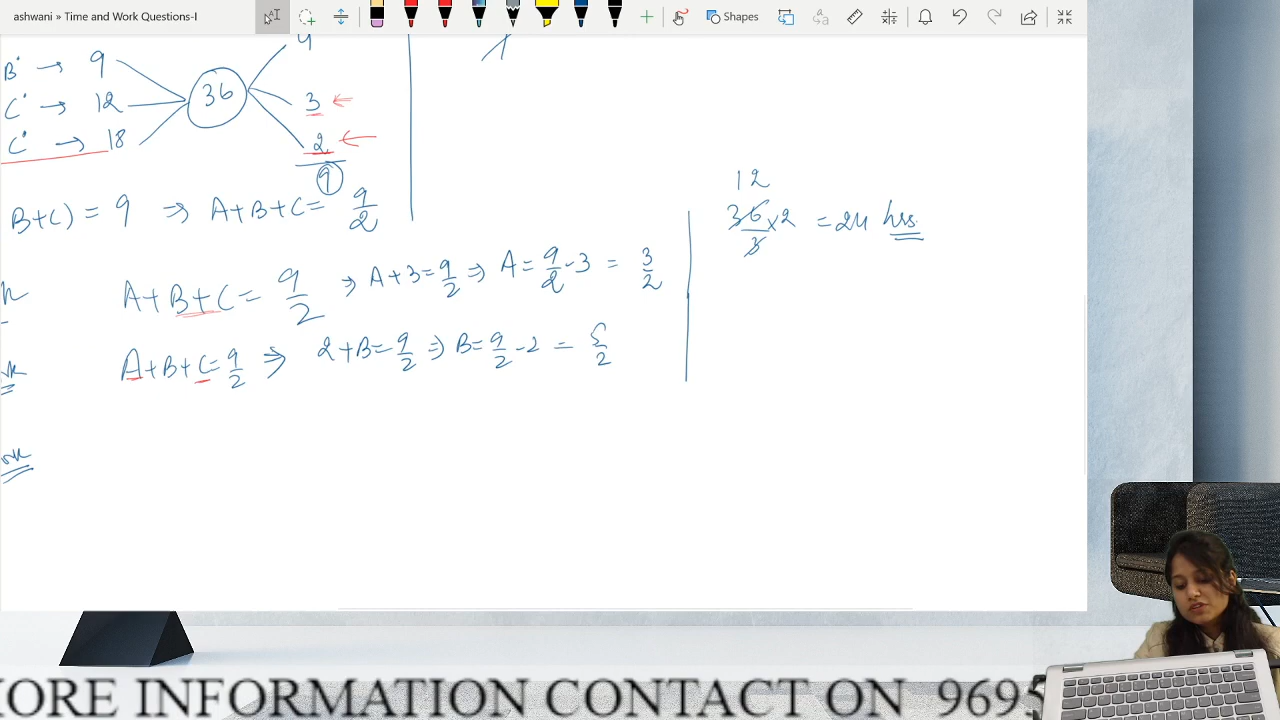 ashwani » Time and Work Questions-I
Shapes
4
B → 9
C → 12
36
3
C → 18
2
9
B+C) = 9 ⇒ A+B+C = 9/2
12
36/3 × 2 = 24 hrs.
A+B+C = 9/2 ⇒ A+3 = 9/2 ⇒ A = 9/2 - 3 = 3/2
A+B+C = 9/2 ⇒ 2+B = 9/2 ⇒ B = 9/2 - 2 = 5/2
MORE INFORMATION CONTACT ON 9695